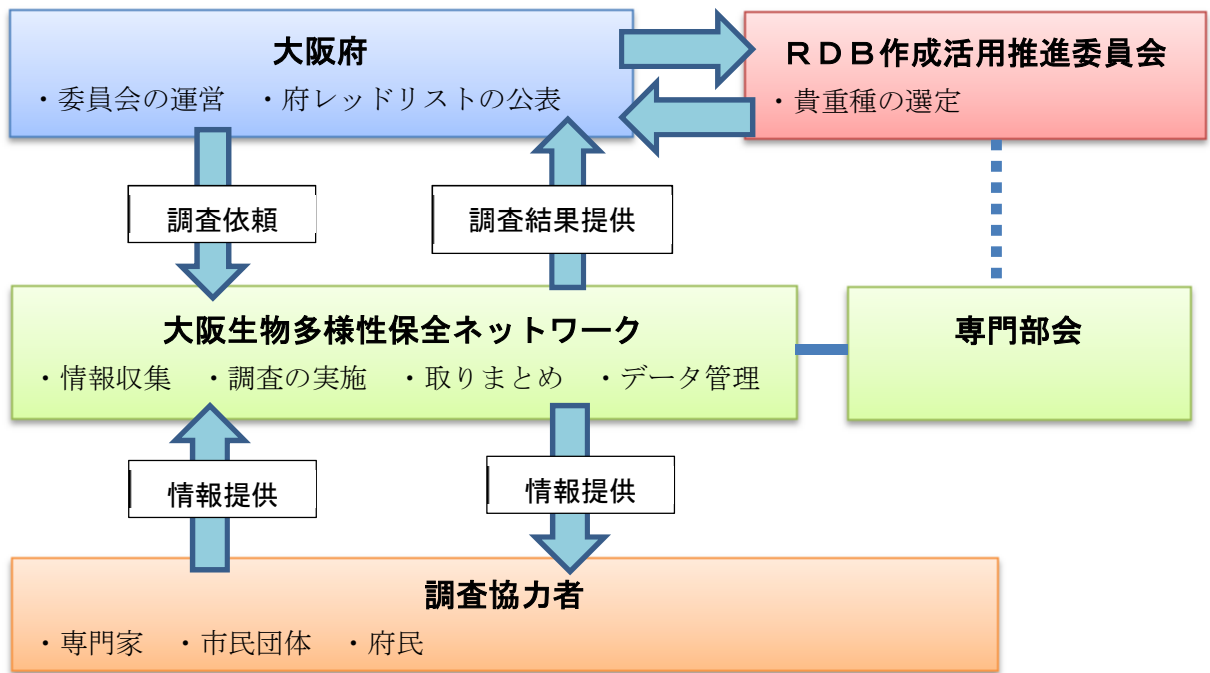 大阪府
・委員会の運営 ・府レッドリストの公表
ＲＤＢ作成活用推進委員会
・貴重種の選定
調査依頼
調査結果提供
大阪生物多様性保全ネットワーク
・情報収集 ・調査の実施 ・取りまとめ ・データ管理
専門部会
情報提供
情報提供
調査協力者
・専門家 ・市民団体 ・府民